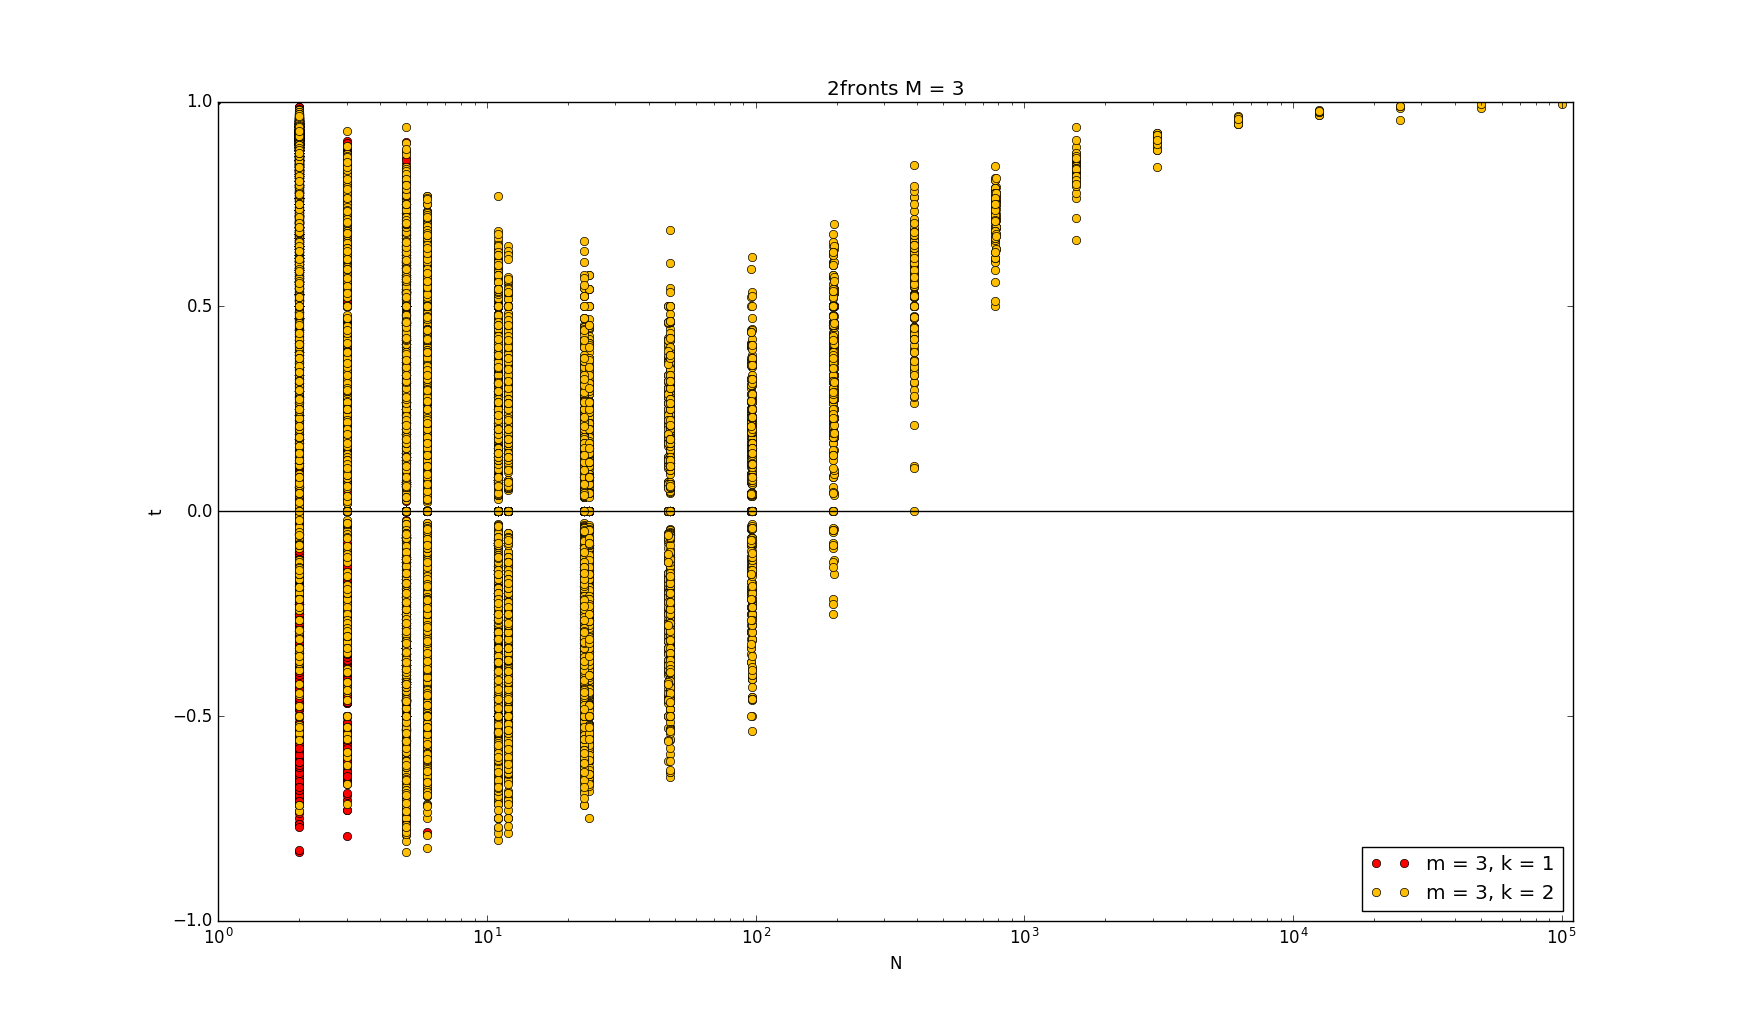 2fronts M = 3
1.0
0.5
0.0
−0.5
−1.0
t
10^0
10^1
10^2
10^3
10^4
10^5
N
m = 3, k = 1
m = 3, k = 2